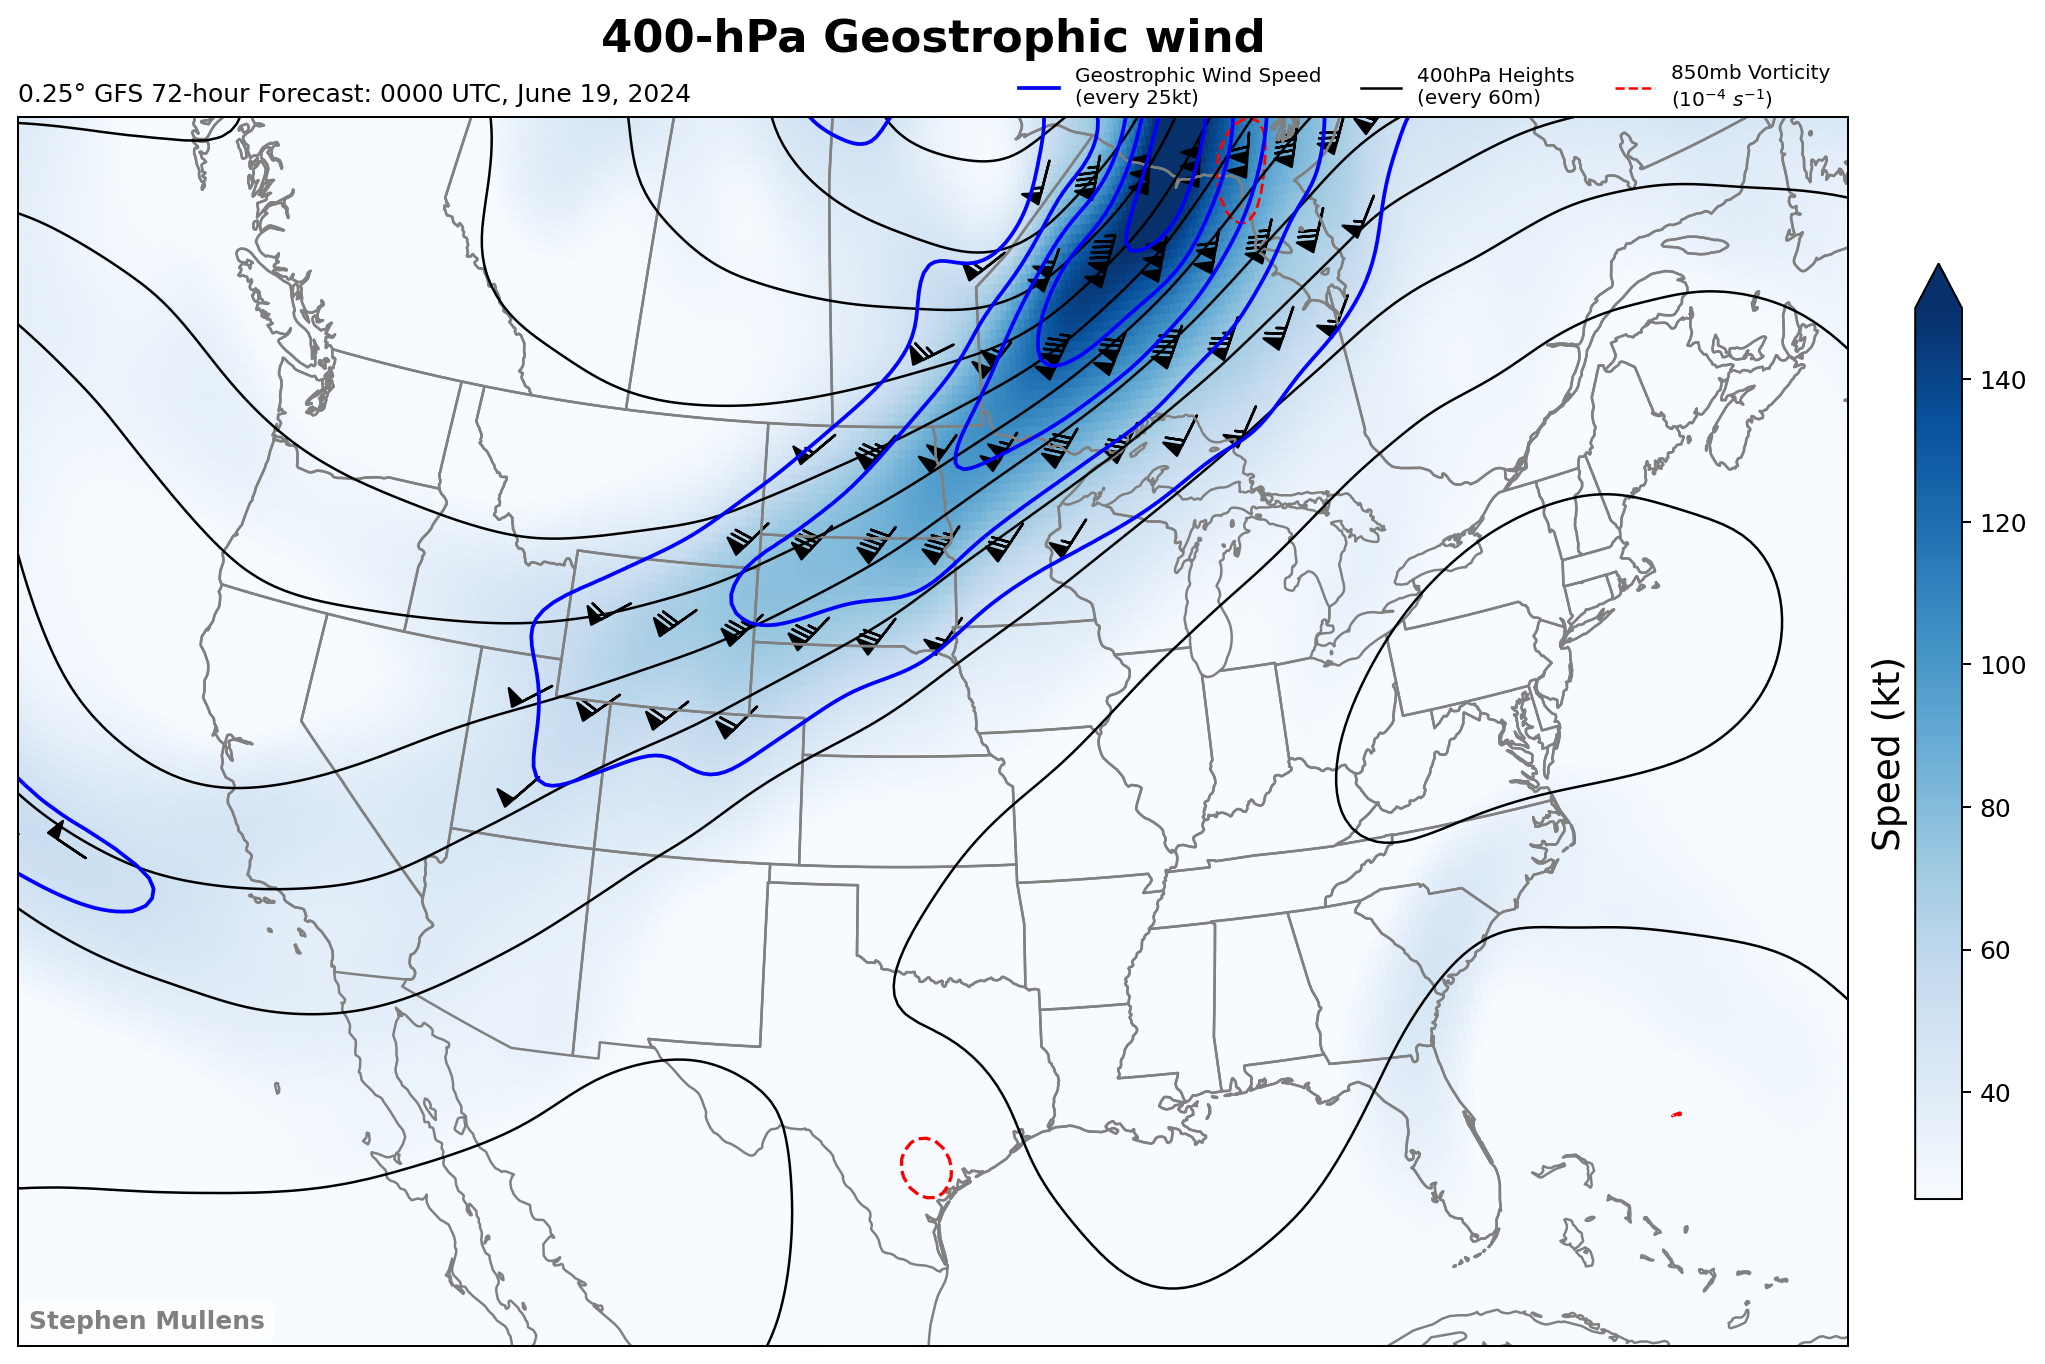 400-hPa Geostrophic wind
0.25° GFS 72-hour Forecast: 0000 UTC, June 19, 2024
Geostrophic Wind Speed
(every 25kt)
400hPa Heights
(every 60m)
850mb Vorticity
(10⁻⁴ s⁻¹)
140
120
100
80
60
40
Speed (kt)
Stephen Mullens